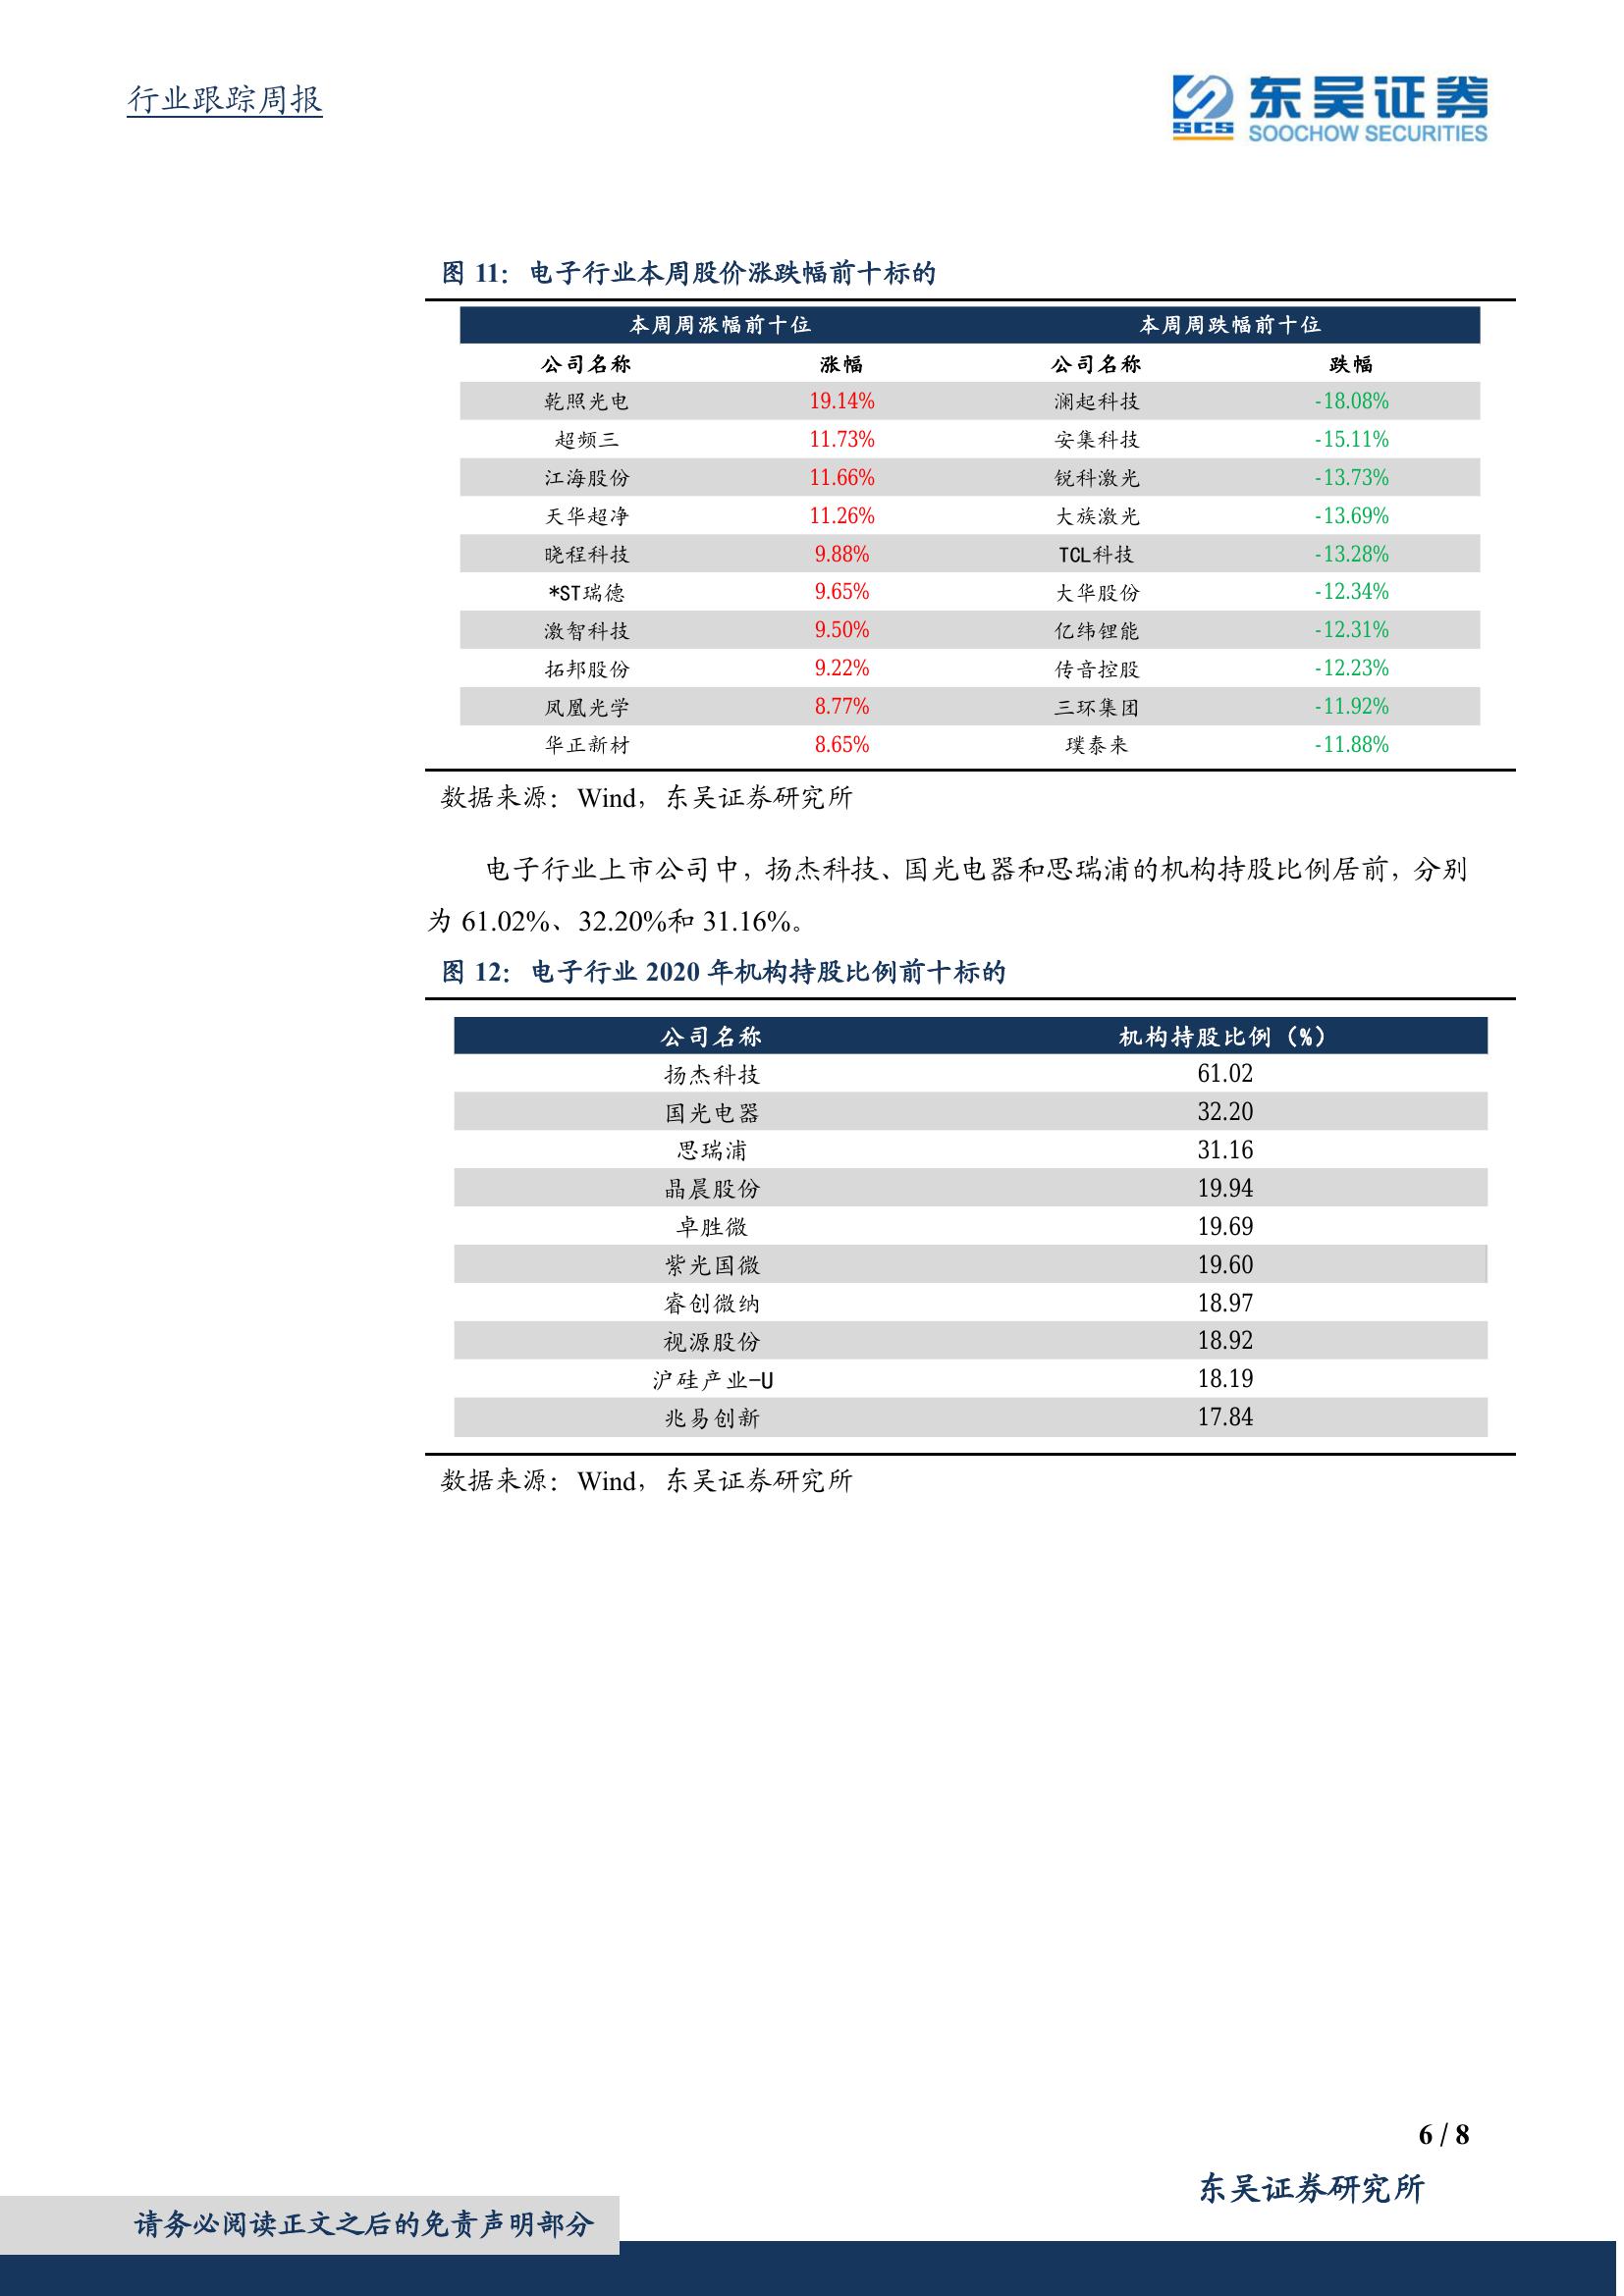 行业跟踪周报
SCS
东吴证券
SOOCHOW SECURITIES
图 11： 电子行业本周股价涨跌幅前十标的
本周周涨幅前十位 本周周跌幅前十位
公司名称 涨幅 公司名称 跌幅
乾照光电 19.14% 澜起科技 -18.08%
超频三 11.73% 安集科技 -15.11%
江海股份 11.66% 锐科激光 -13.73%
天华超净 11.26% 大族激光 -13.69%
晓程科技 9.88% TCL科技 -13.28%
*ST瑞德 9.65% 大华股份 -12.34%
激智科技 9.50% 亿纬锂能 -12.31%
拓邦股份 9.22% 传音控股 -12.23%
凤凰光学 8.77% 三环集团 -11.92%
华正新材 8.65% 璞泰来 -11.88%
数据来源： Wind， 东吴证券研究所
电子行业上市公司中，扬杰科技、国光电器和思瑞浦的机构持股比例居前，分别
为 61.02%、32.20%和 31.16%。
图 12： 电子行业 2020 年机构持股比例前十标的
公司名称 机构持股比例（%）
扬杰科技 61.02
国光电器 32.20
思瑞浦 31.16
晶晨股份 19.94
卓胜微 19.69
紫光国微 19.60
睿创微纳 18.97
视源股份 18.92
沪硅产业-U 18.19
兆易创新 17.84
数据来源： Wind， 东吴证券研究所
6 / 8
东吴证券研究所
请务必阅读正文之后的免责声明部分